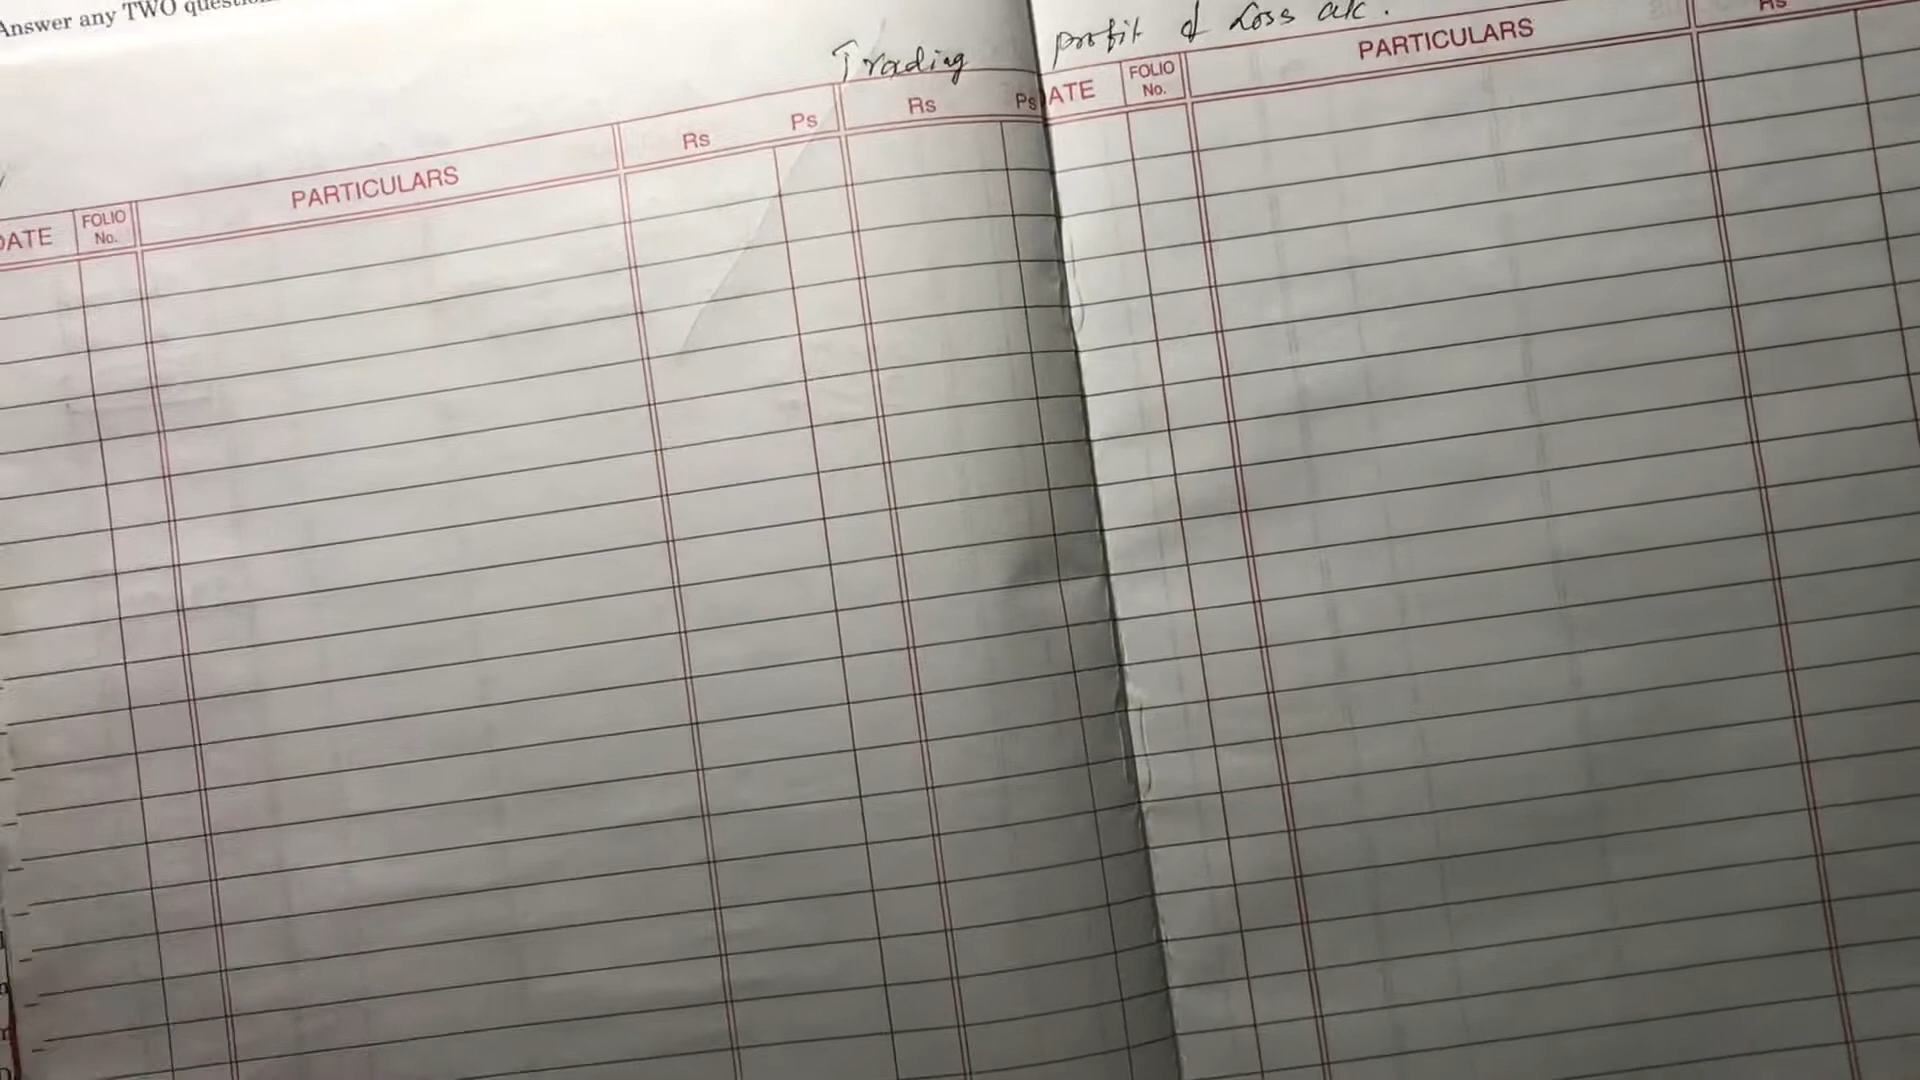 Answer any TWO
Trading profit & Loss a/c.
DATE FOLIO No. PARTICULARS Rs Ps Rs Ps
ATE FOLIO No. PARTICULARS Rs